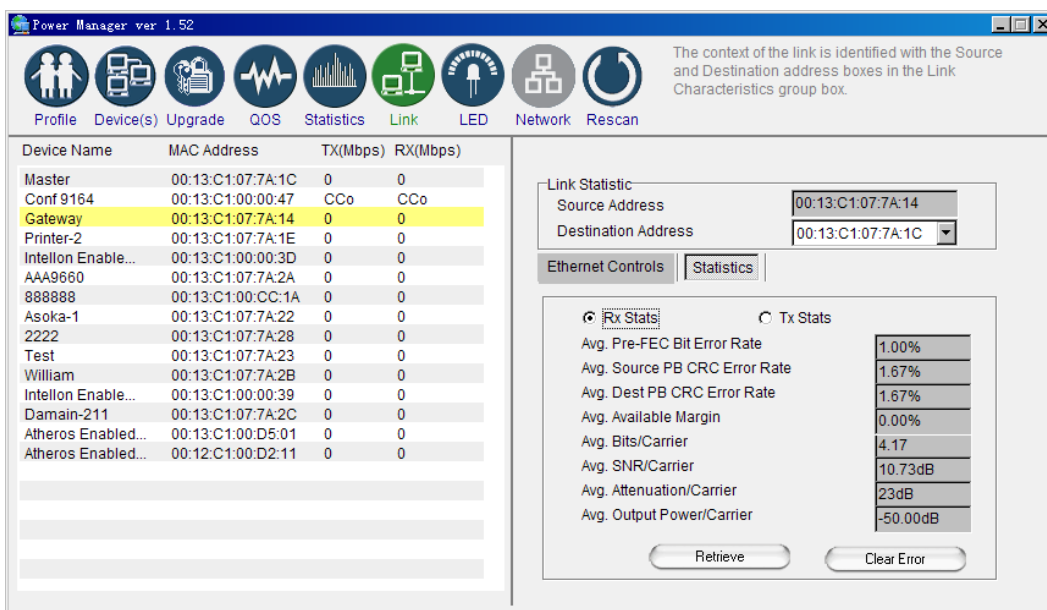 Power Manager ver 1.52
The context of the link is identified with the Source
and Destination address boxes in the Link
Characteristics group box.
Profile Device(s) Upgrade QOS Statistics Link LED Network Rescan
Device Name MAC Address TX(Mbps) RX(Mbps)
Master 00:13:C1:07:7A:1C 0 0
Conf 9164 00:13:C1:00:00:47 CCo CCo
Gateway 00:13:C1:07:7A:14 0 0
Printer-2 00:13:C1:07:7A:1E 0 0
Intellon Enable... 00:13:C1:00:00:3D 0 0
AAA9660 00:13:C1:07:7A:2A 0 0
888888 00:13:C1:00:CC:1A 0 0
Asoka-1 00:13:C1:07:7A:22 0 0
2222 00:13:C1:07:7A:28 0 0
Test 00:13:C1:07:7A:23 0 0
William 00:13:C1:07:7A:2B 0 0
Intellon Enable... 00:13:C1:00:00:39 0 0
Damain-211 00:13:C1:07:7A:2C 0 0
Atheros Enabled... 00:13:C1:00:D5:01 0 0
Atheros Enabled... 00:12:C1:00:D2:11 0 0
Link Statistic
Source Address 00:13:C1:07:7A:14
Destination Address 00:13:C1:07:7A:1C
Ethernet Controls Statistics
Rx Stats Tx Stats
Avg. Pre-FEC Bit Error Rate 1.00%
Avg. Source PB CRC Error Rate 1.67%
Avg. Dest PB CRC Error Rate 1.67%
Avg. Available Margin 0.00%
Avg. Bits/Carrier 4.17
Avg. SNR/Carrier 10.73dB
Avg. Attenuation/Carrier 23dB
Avg. Output Power/Carrier -50.00dB
Retrieve Clear Error